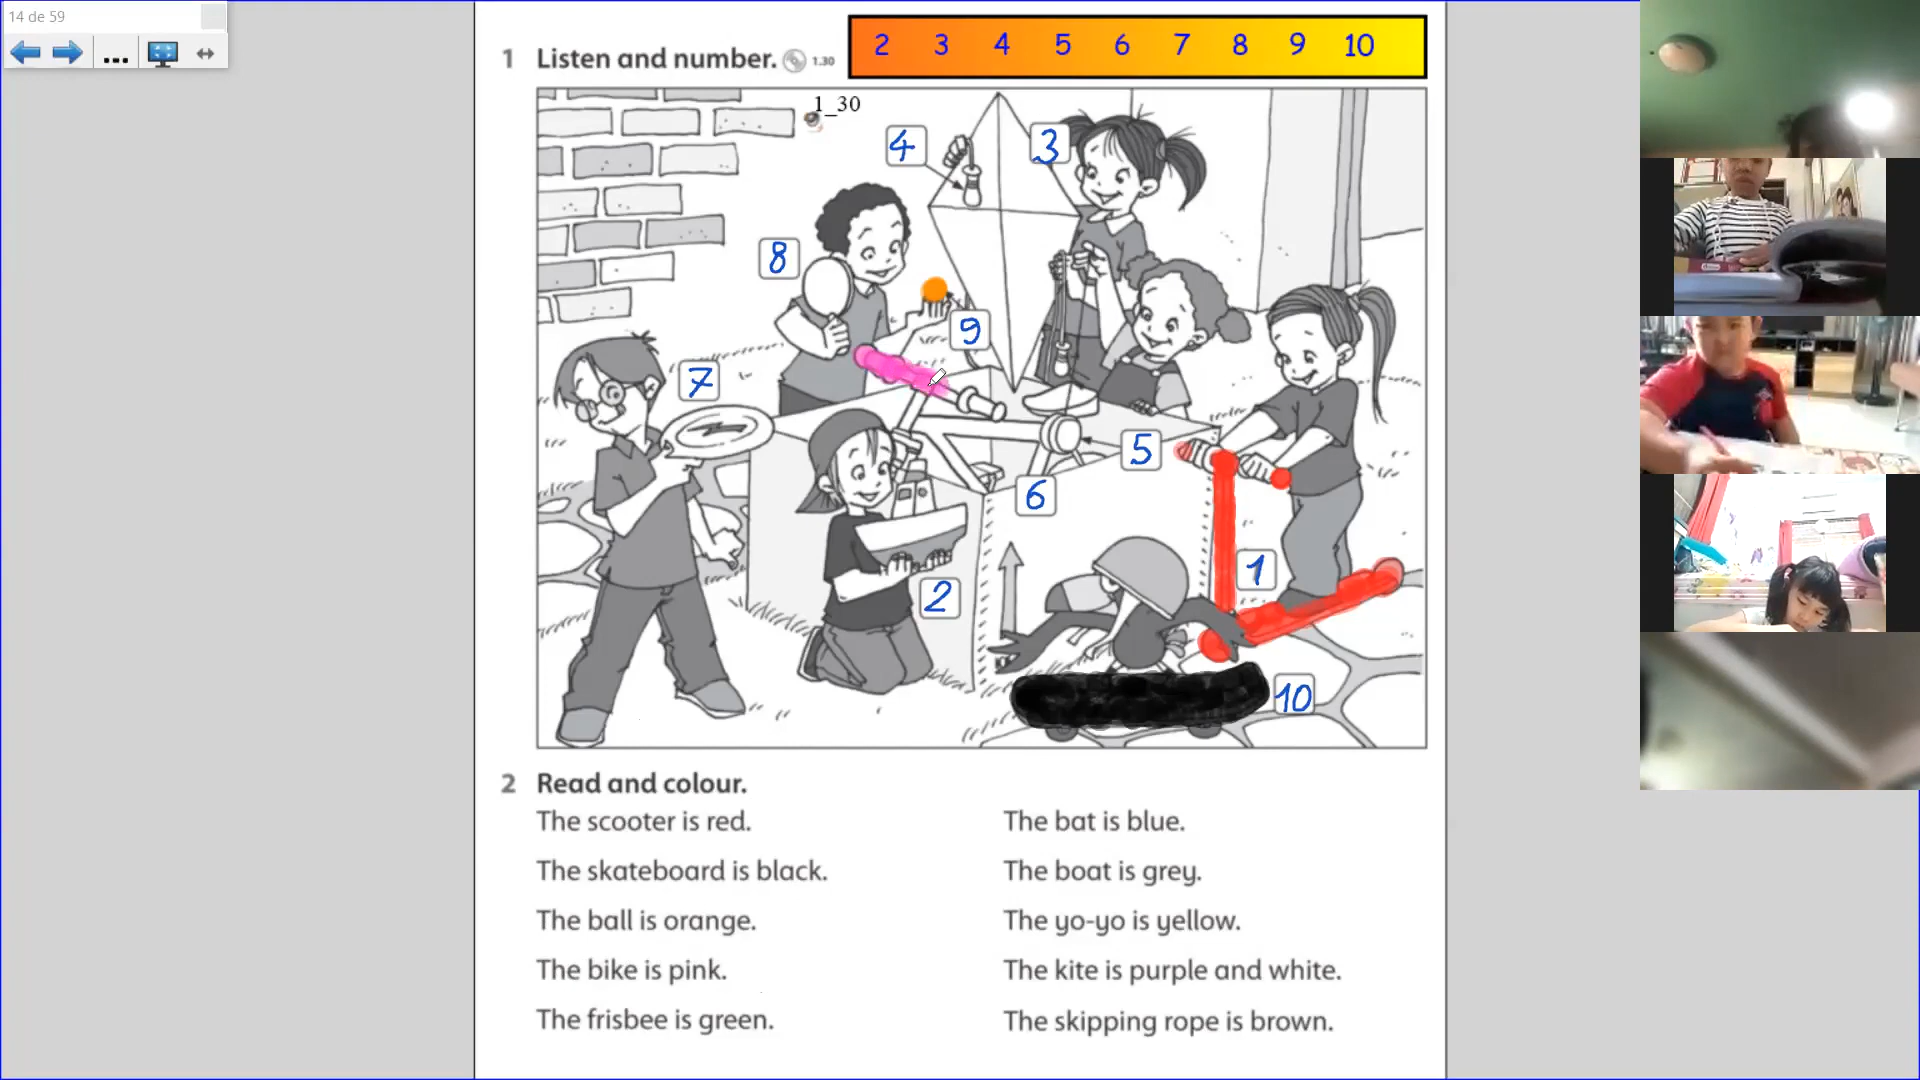 14 de 59
...
1 Listen and number. 1.30
2 3 4 5 6 7 8 9 10
1_30
4
3
8
9
7
5
6
1
2
10
2 Read and colour.
The scooter is red.
The skateboard is black.
The ball is orange.
The bike is pink.
The frisbee is green.
The bat is blue.
The boat is grey.
The yo-yo is yellow.
The kite is purple and white.
The skipping rope is brown.